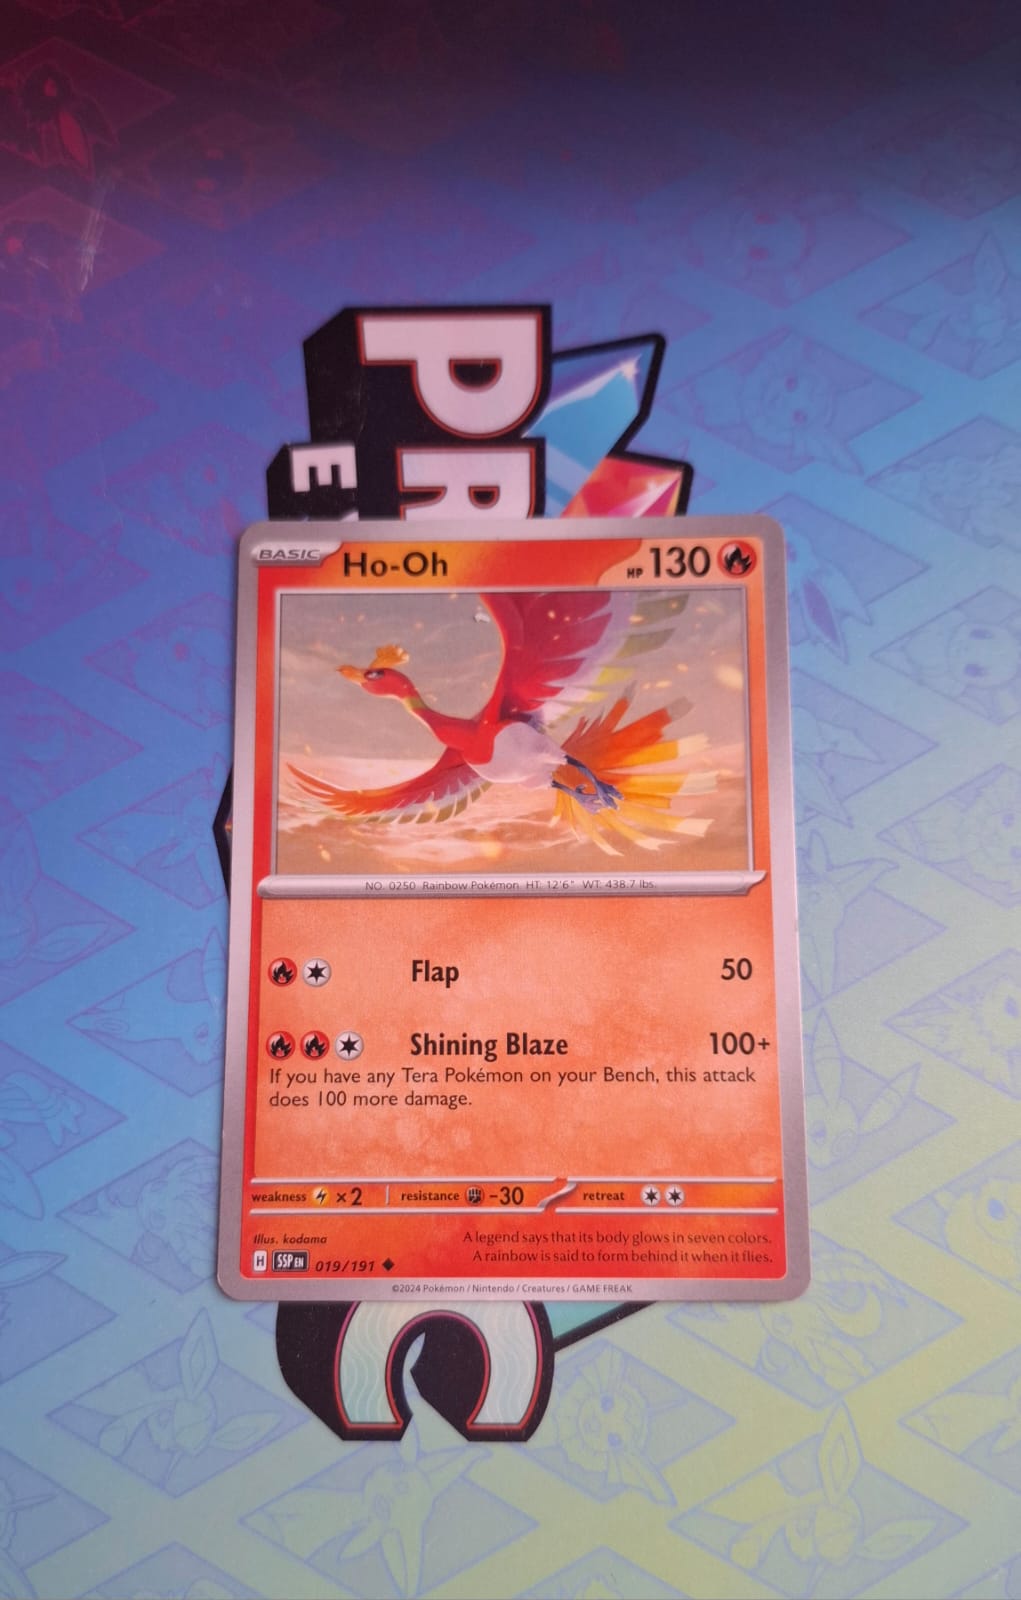 PR
E
BASIC Ho-Oh HP 130
NO. 0250 Rainbow Pokémon HT: 12'6" WT: 438.7 lbs.
Flap 50
Shining Blaze 100+
If you have any Tera Pokémon on your Bench, this attack
does 100 more damage.
weakness ×2 resistance -30 retreat
Illus. kodama
A legend says that its body glows in seven colors.
A rainbow is said to form behind it when it flies.
H SSP EN 019/191
©2024 Pokémon / Nintendo / Creatures / GAME FREAK
C